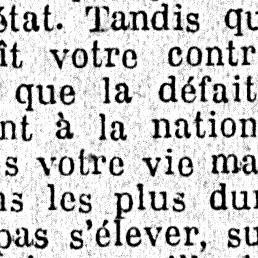 état. Tandis qu
ît votre contr
que la défait
nt à la nation
s votre vie ma
ns les plus dur
pas s'élever, su